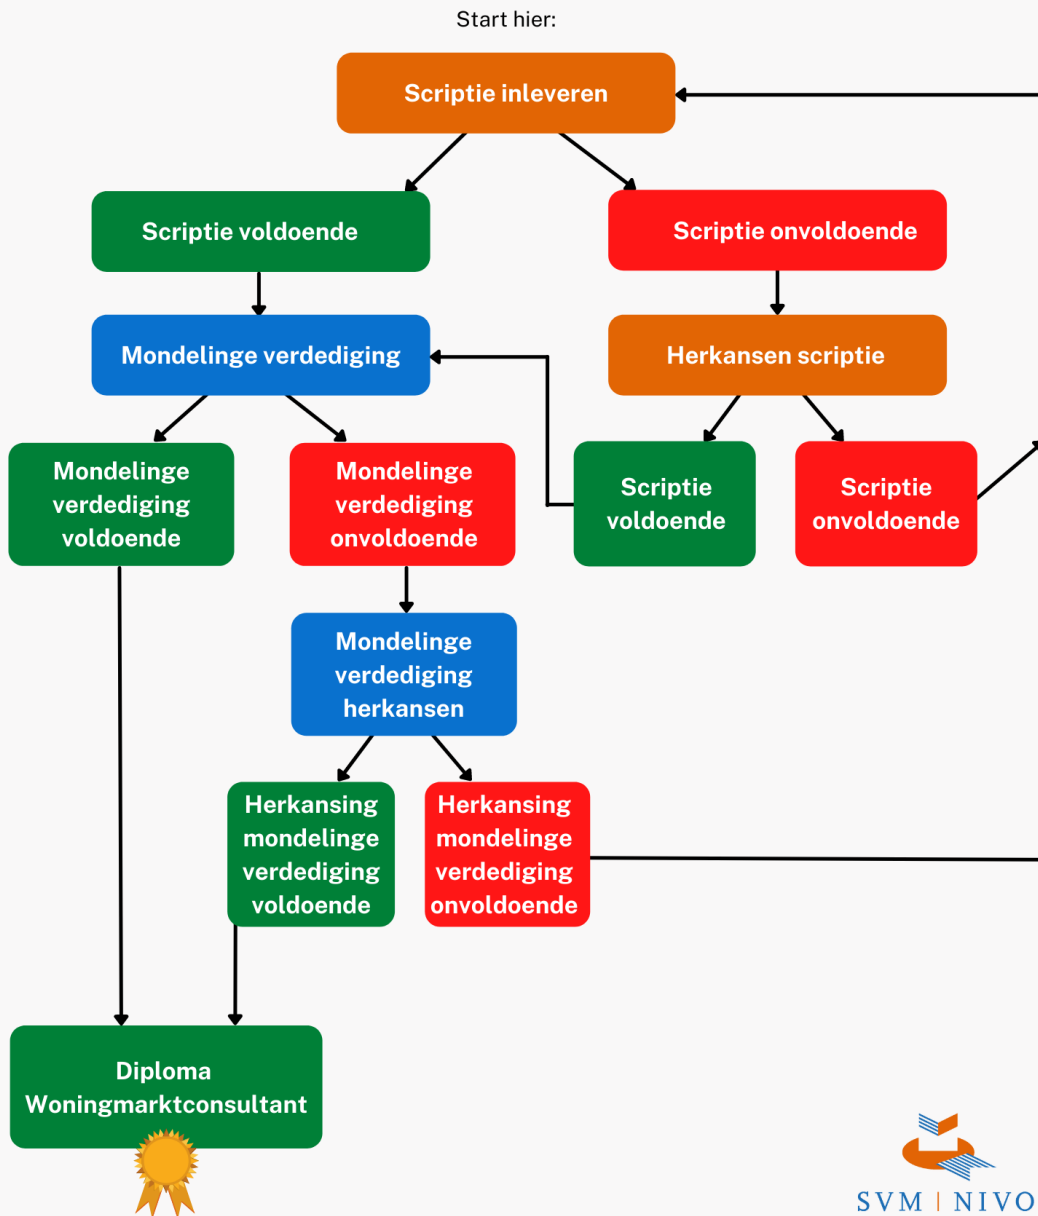 Start hier:
Scriptie inleveren
Scriptie voldoende
Scriptie onvoldoende
Mondelinge verdediging
Herkansen scriptie
Mondelinge
verdediging
voldoende
Mondelinge
verdediging
onvoldoende
Scriptie
voldoende
Scriptie
onvoldoende
Mondelinge
verdediging
herkansen
Herkansing
mondelinge
verdediging
voldoende
Herkansing
mondelinge
verdediging
onvoldoende
Diploma
Woningmarktconsultant
SVM | NIVO